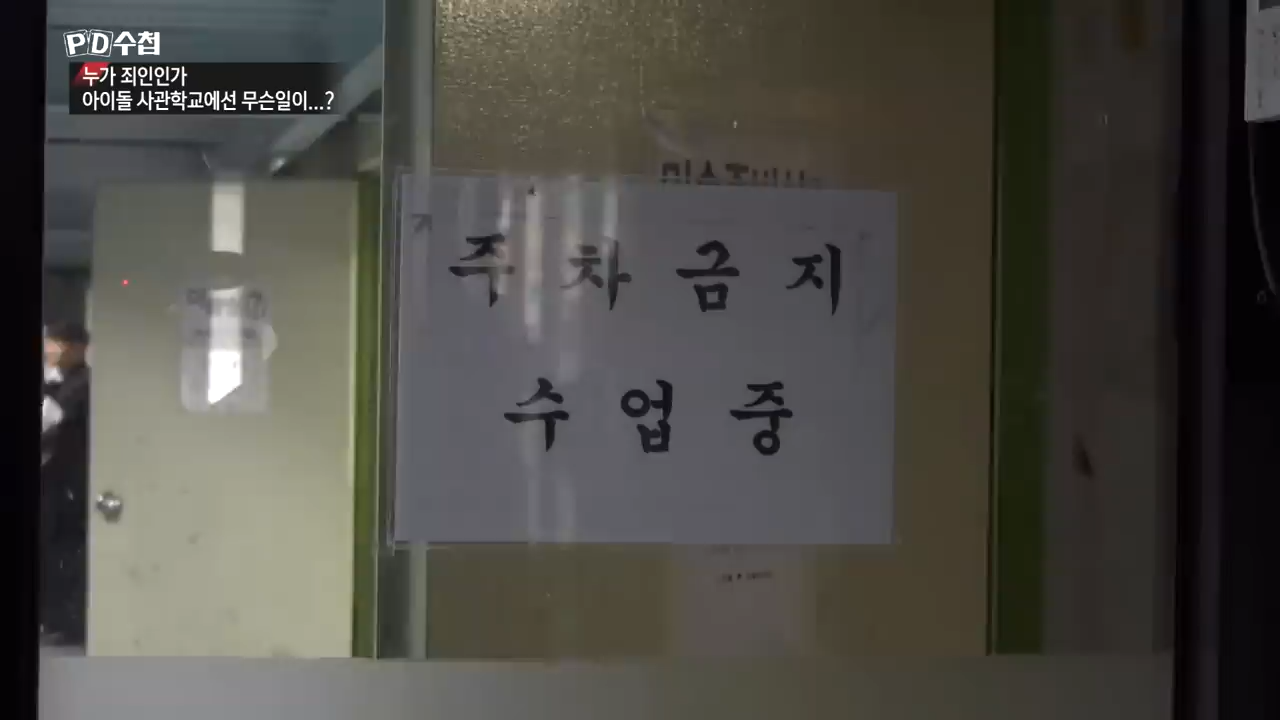 PD수첩
누가 죄인인가
아이돌 사관학교에선 무슨일이...?
주 차 금 지
수 업 중